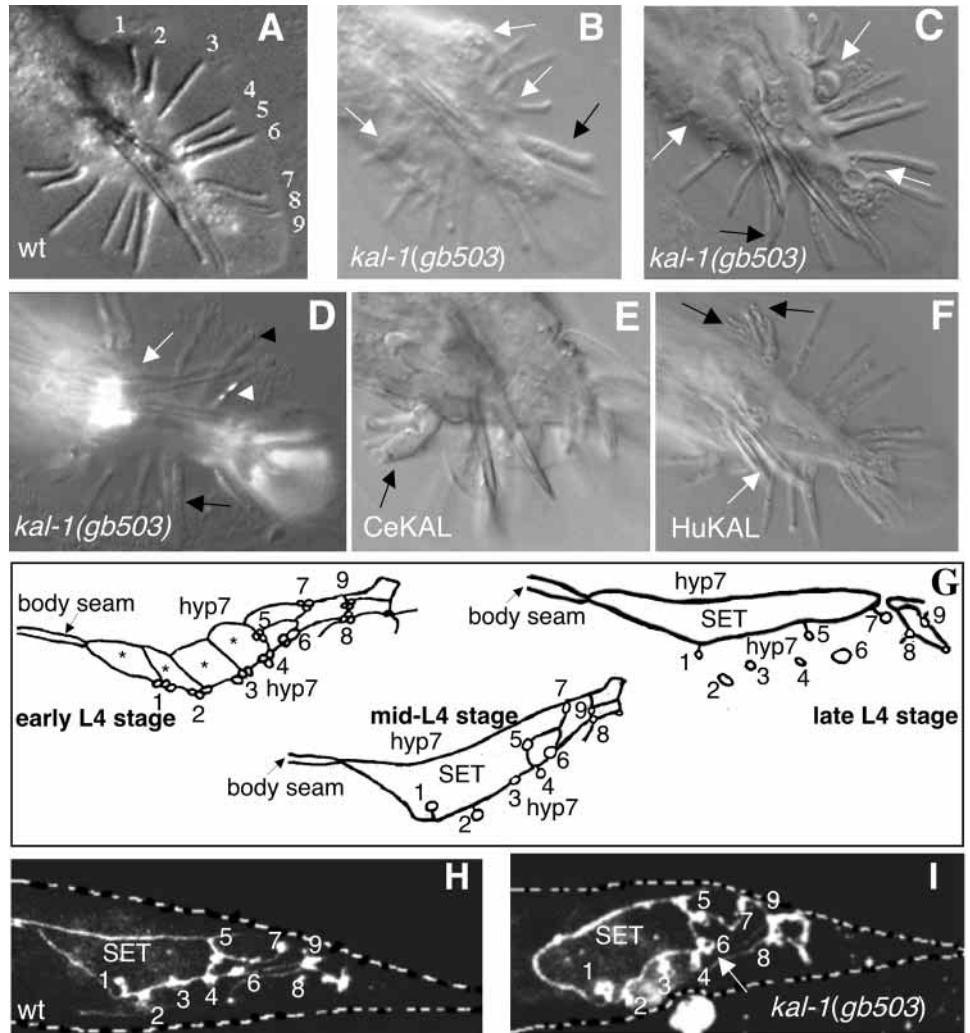 A
1
2
3
4
5
6
7
8
9
wt
B
kal-1(gb503)
C
kal-1(gb503)
D
kal-1(gb503)
E
CeKAL
F
HuKAL
G
body seam
hyp7
* * * *
1 2 3 4 5 6 7 8 9
hyp7
early L4 stage
mid-L4 stage
hyp7
body seam
SET
1 2 3 4 5 6 7 8 9
hyp7
hyp7
body seam
SET
hyp7
1 2 3 4 5 6 7 8 9
late L4 stage
H
SET
1 2 3 4 5 6 7 8 9
wt
I
SET
1 2 3 4 5 6 7 8 9
kal-1(gb503)